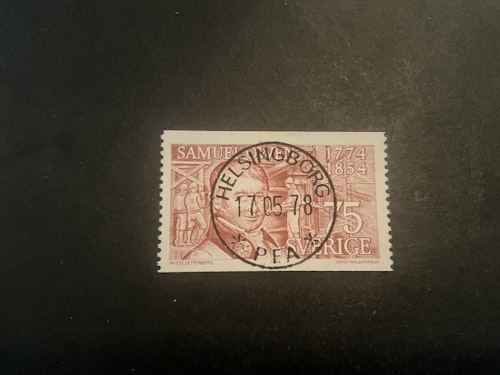 SAMUEL
1774
1854
HELSINGBORG
17.05.78
* PFA *
75
SVERIGE